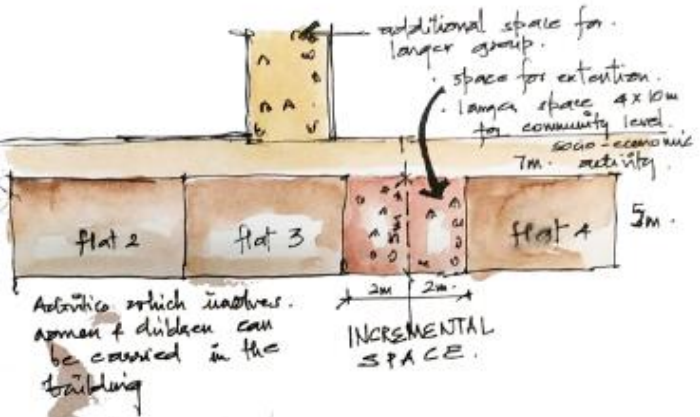 additional space for
larger group.
· space for extention.
· larger space 4 x 10m
for community level.
socio-economic
7m. activity.
flat 2
flat 3
flat 4
5m.
2m
2m.
INCREMENTAL
SPACE.
which involves
women & children can
be carried in the
building